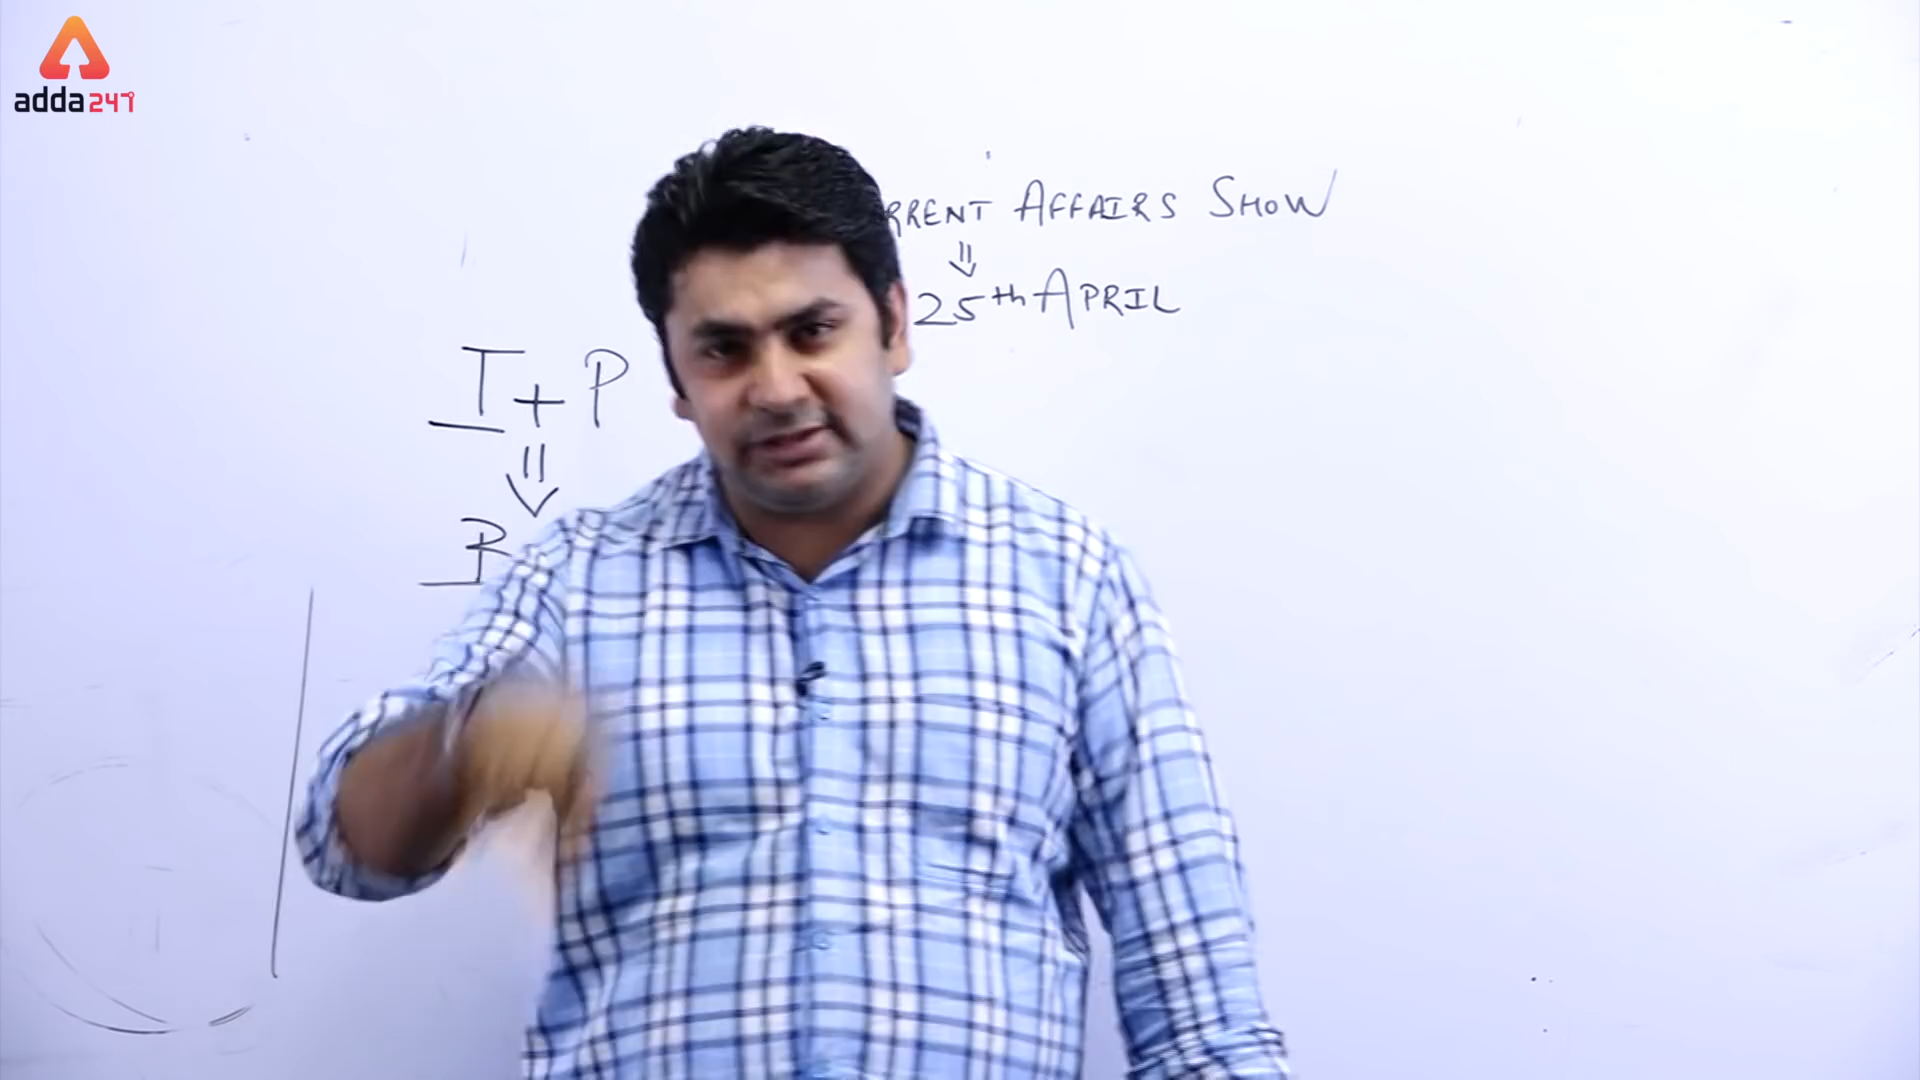 adda247
RRENT AFFAIRS SHOW
25th APRIL
T + P
R